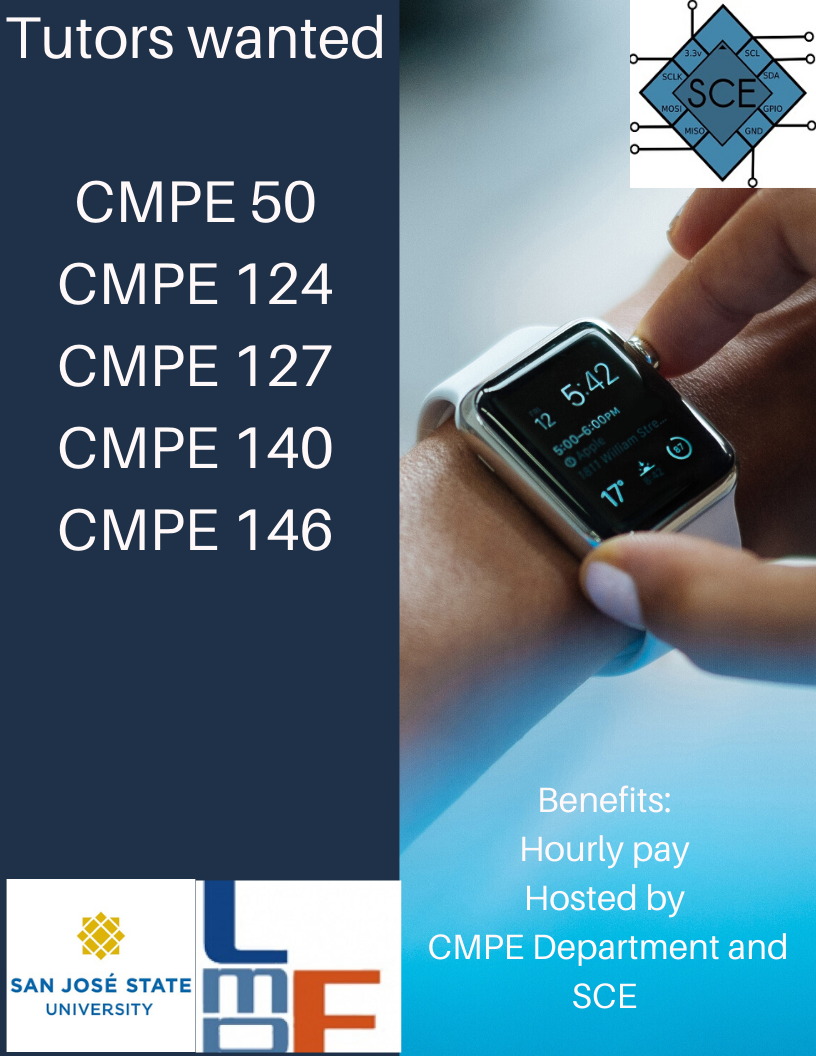 Tutors wanted
CMPE 50
CMPE 124
CMPE 127
CMPE 140
CMPE 146
3.3v
SCL
SCLK
SDA
SCE
MOSI
GPIO
MISO
GND
5:42
12
5:00–6:00PM
Apple
1811 William Stre...
87
17°
Benefits:
Hourly pay
Hosted by
CMPE Department and
SCE
SAN JOSÉ STATE
UNIVERSITY